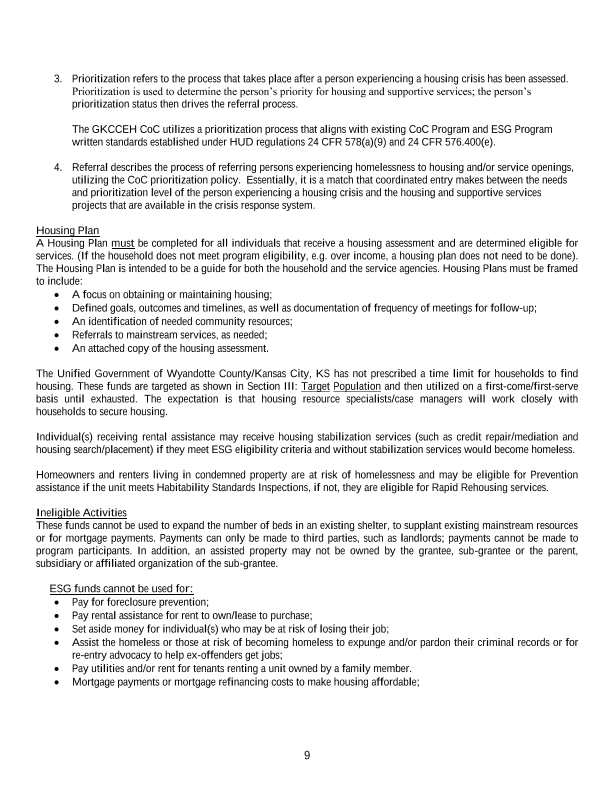 3. Prioritization refers to the process that takes place after a person experiencing a housing crisis has been assessed.
Prioritization is used to determine the person’s priority for housing and supportive services; the person’s
prioritization status then drives the referral process.
The GKCCEH CoC utilizes a prioritization process that aligns with existing CoC Program and ESG Program
written standards established under HUD regulations 24 CFR 578(a)(9) and 24 CFR 576.400(e).
4. Referral describes the process of referring persons experiencing homelessness to housing and/or service openings,
utilizing the CoC prioritization policy. Essentially, it is a match that coordinated entry makes between the needs
and prioritization level of the person experiencing a housing crisis and the housing and supportive services
projects that are available in the crisis response system.
Housing Plan
A Housing Plan must be completed for all individuals that receive a housing assessment and are determined eligible for
services. (If the household does not meet program eligibility, e.g. over income, a housing plan does not need to be done).
The Housing Plan is intended to be a guide for both the household and the service agencies. Housing Plans must be framed
to include:
• A focus on obtaining or maintaining housing;
• Defined goals, outcomes and timelines, as well as documentation of frequency of meetings for follow-up;
• An identification of needed community resources;
• Referrals to mainstream services, as needed;
• An attached copy of the housing assessment.
The Unified Government of Wyandotte County/Kansas City, KS has not prescribed a time limit for households to find
housing. These funds are targeted as shown in Section III: Target Population and then utilized on a first-come/first-serve
basis until exhausted. The expectation is that housing resource specialists/case managers will work closely with
households to secure housing.
Individual(s) receiving rental assistance may receive housing stabilization services (such as credit repair/mediation and
housing search/placement) if they meet ESG eligibility criteria and without stabilization services would become homeless.
Homeowners and renters living in condemned property are at risk of homelessness and may be eligible for Prevention
assistance if the unit meets Habitability Standards Inspections, if not, they are eligible for Rapid Rehousing services.
Ineligible Activities
These funds cannot be used to expand the number of beds in an existing shelter, to supplant existing mainstream resources
or for mortgage payments. Payments can only be made to third parties, such as landlords; payments cannot be made to
program participants. In addition, an assisted property may not be owned by the grantee, sub-grantee or the parent,
subsidiary or affiliated organization of the sub-grantee.
ESG funds cannot be used for:
• Pay for foreclosure prevention;
• Pay rental assistance for rent to own/lease to purchase;
• Set aside money for individual(s) who may be at risk of losing their job;
• Assist the homeless or those at risk of becoming homeless to expunge and/or pardon their criminal records or for
re-entry advocacy to help ex-offenders get jobs;
• Pay utilities and/or rent for tenants renting a unit owned by a family member.
• Mortgage payments or mortgage refinancing costs to make housing affordable;
9